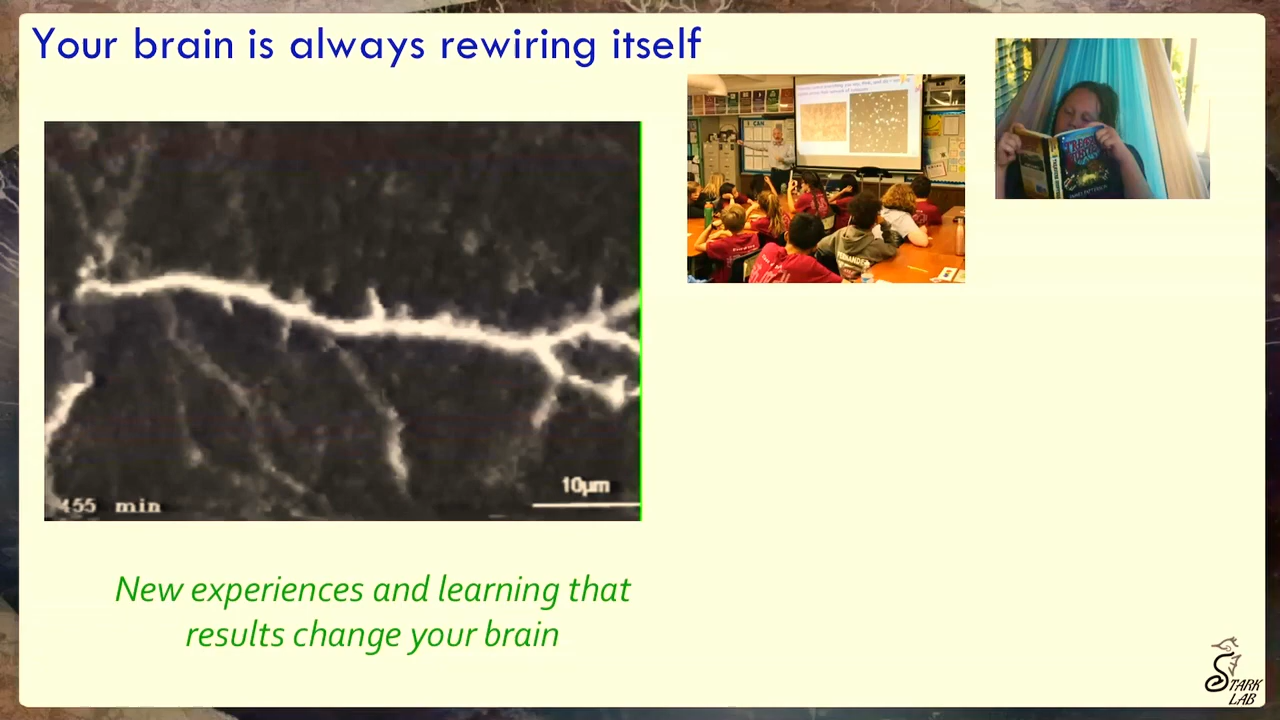 Your brain is always rewiring itself
I CAN
455 min
10µm
New experiences and learning that
results change your brain
STARK
LAB